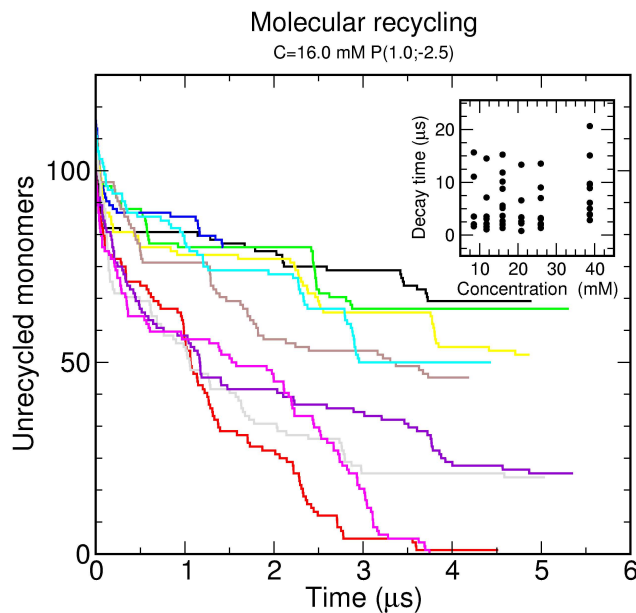 Molecular recycling
C=16.0 mM P(1.0;-2.5)
Unrecycled monomers
100
50
0
0 1 2 3 4 5 6
Time (μs)
Decay time (μs)
20
10
0
10 20 30 40
Concentration (mM)